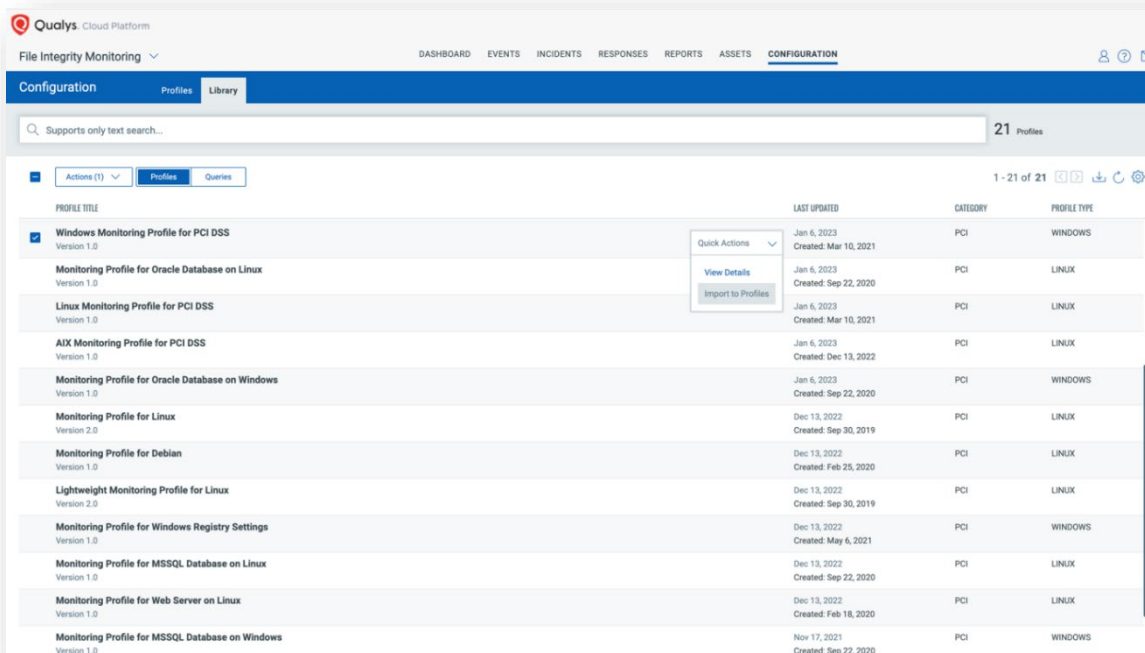 Qualys. Cloud Platform
File Integrity Monitoring
DASHBOARD EVENTS INCIDENTS RESPONSES REPORTS ASSETS CONFIGURATION
Configuration Profiles Library
Supports only text search... 21 Profiles
Actions (1) Profiles Queries 1 - 21 of 21
PROFILE TITLE LAST UPDATED CATEGORY PROFILE TYPE
Windows Monitoring Profile for PCI DSS Jan 6, 2023 PCI WINDOWS
Version 1.0 Quick Actions Created: Mar 10, 2021
Monitoring Profile for Oracle Database on Linux View Details Jan 6, 2023 PCI LINUX
Version 1.0 Import to Profiles Created: Sep 22, 2020
Linux Monitoring Profile for PCI DSS Jan 6, 2023 PCI LINUX
Version 1.0 Created: Mar 10, 2021
AIX Monitoring Profile for PCI DSS Jan 6, 2023 PCI LINUX
Version 1.0 Created: Dec 13, 2022
Monitoring Profile for Oracle Database on Windows Jan 6, 2023 PCI WINDOWS
Version 1.0 Created: Sep 22, 2020
Monitoring Profile for Linux Dec 13, 2022 PCI LINUX
Version 2.0 Created: Sep 30, 2019
Monitoring Profile for Debian Dec 13, 2022 PCI LINUX
Version 1.0 Created: Feb 25, 2020
Lightweight Monitoring Profile for Linux Dec 13, 2022 PCI LINUX
Version 2.0 Created: Sep 30, 2019
Monitoring Profile for Windows Registry Settings Dec 13, 2022 PCI WINDOWS
Version 1.0 Created: May 6, 2021
Monitoring Profile for MSSQL Database on Linux Dec 13, 2022 PCI LINUX
Version 1.0 Created: Sep 22, 2020
Monitoring Profile for Web Server on Linux Dec 13, 2022 PCI LINUX
Version 1.0 Created: Feb 18, 2020
Monitoring Profile for MSSQL Database on Windows Nov 17, 2021 PCI WINDOWS
Version 1.0 Created: Sep 22, 2020